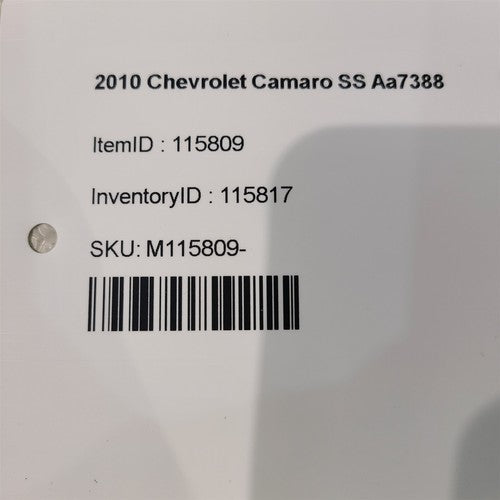 2010 Chevrolet Camaro SS Aa7388
ItemID : 115809
InventoryID : 115817
SKU: M115809-